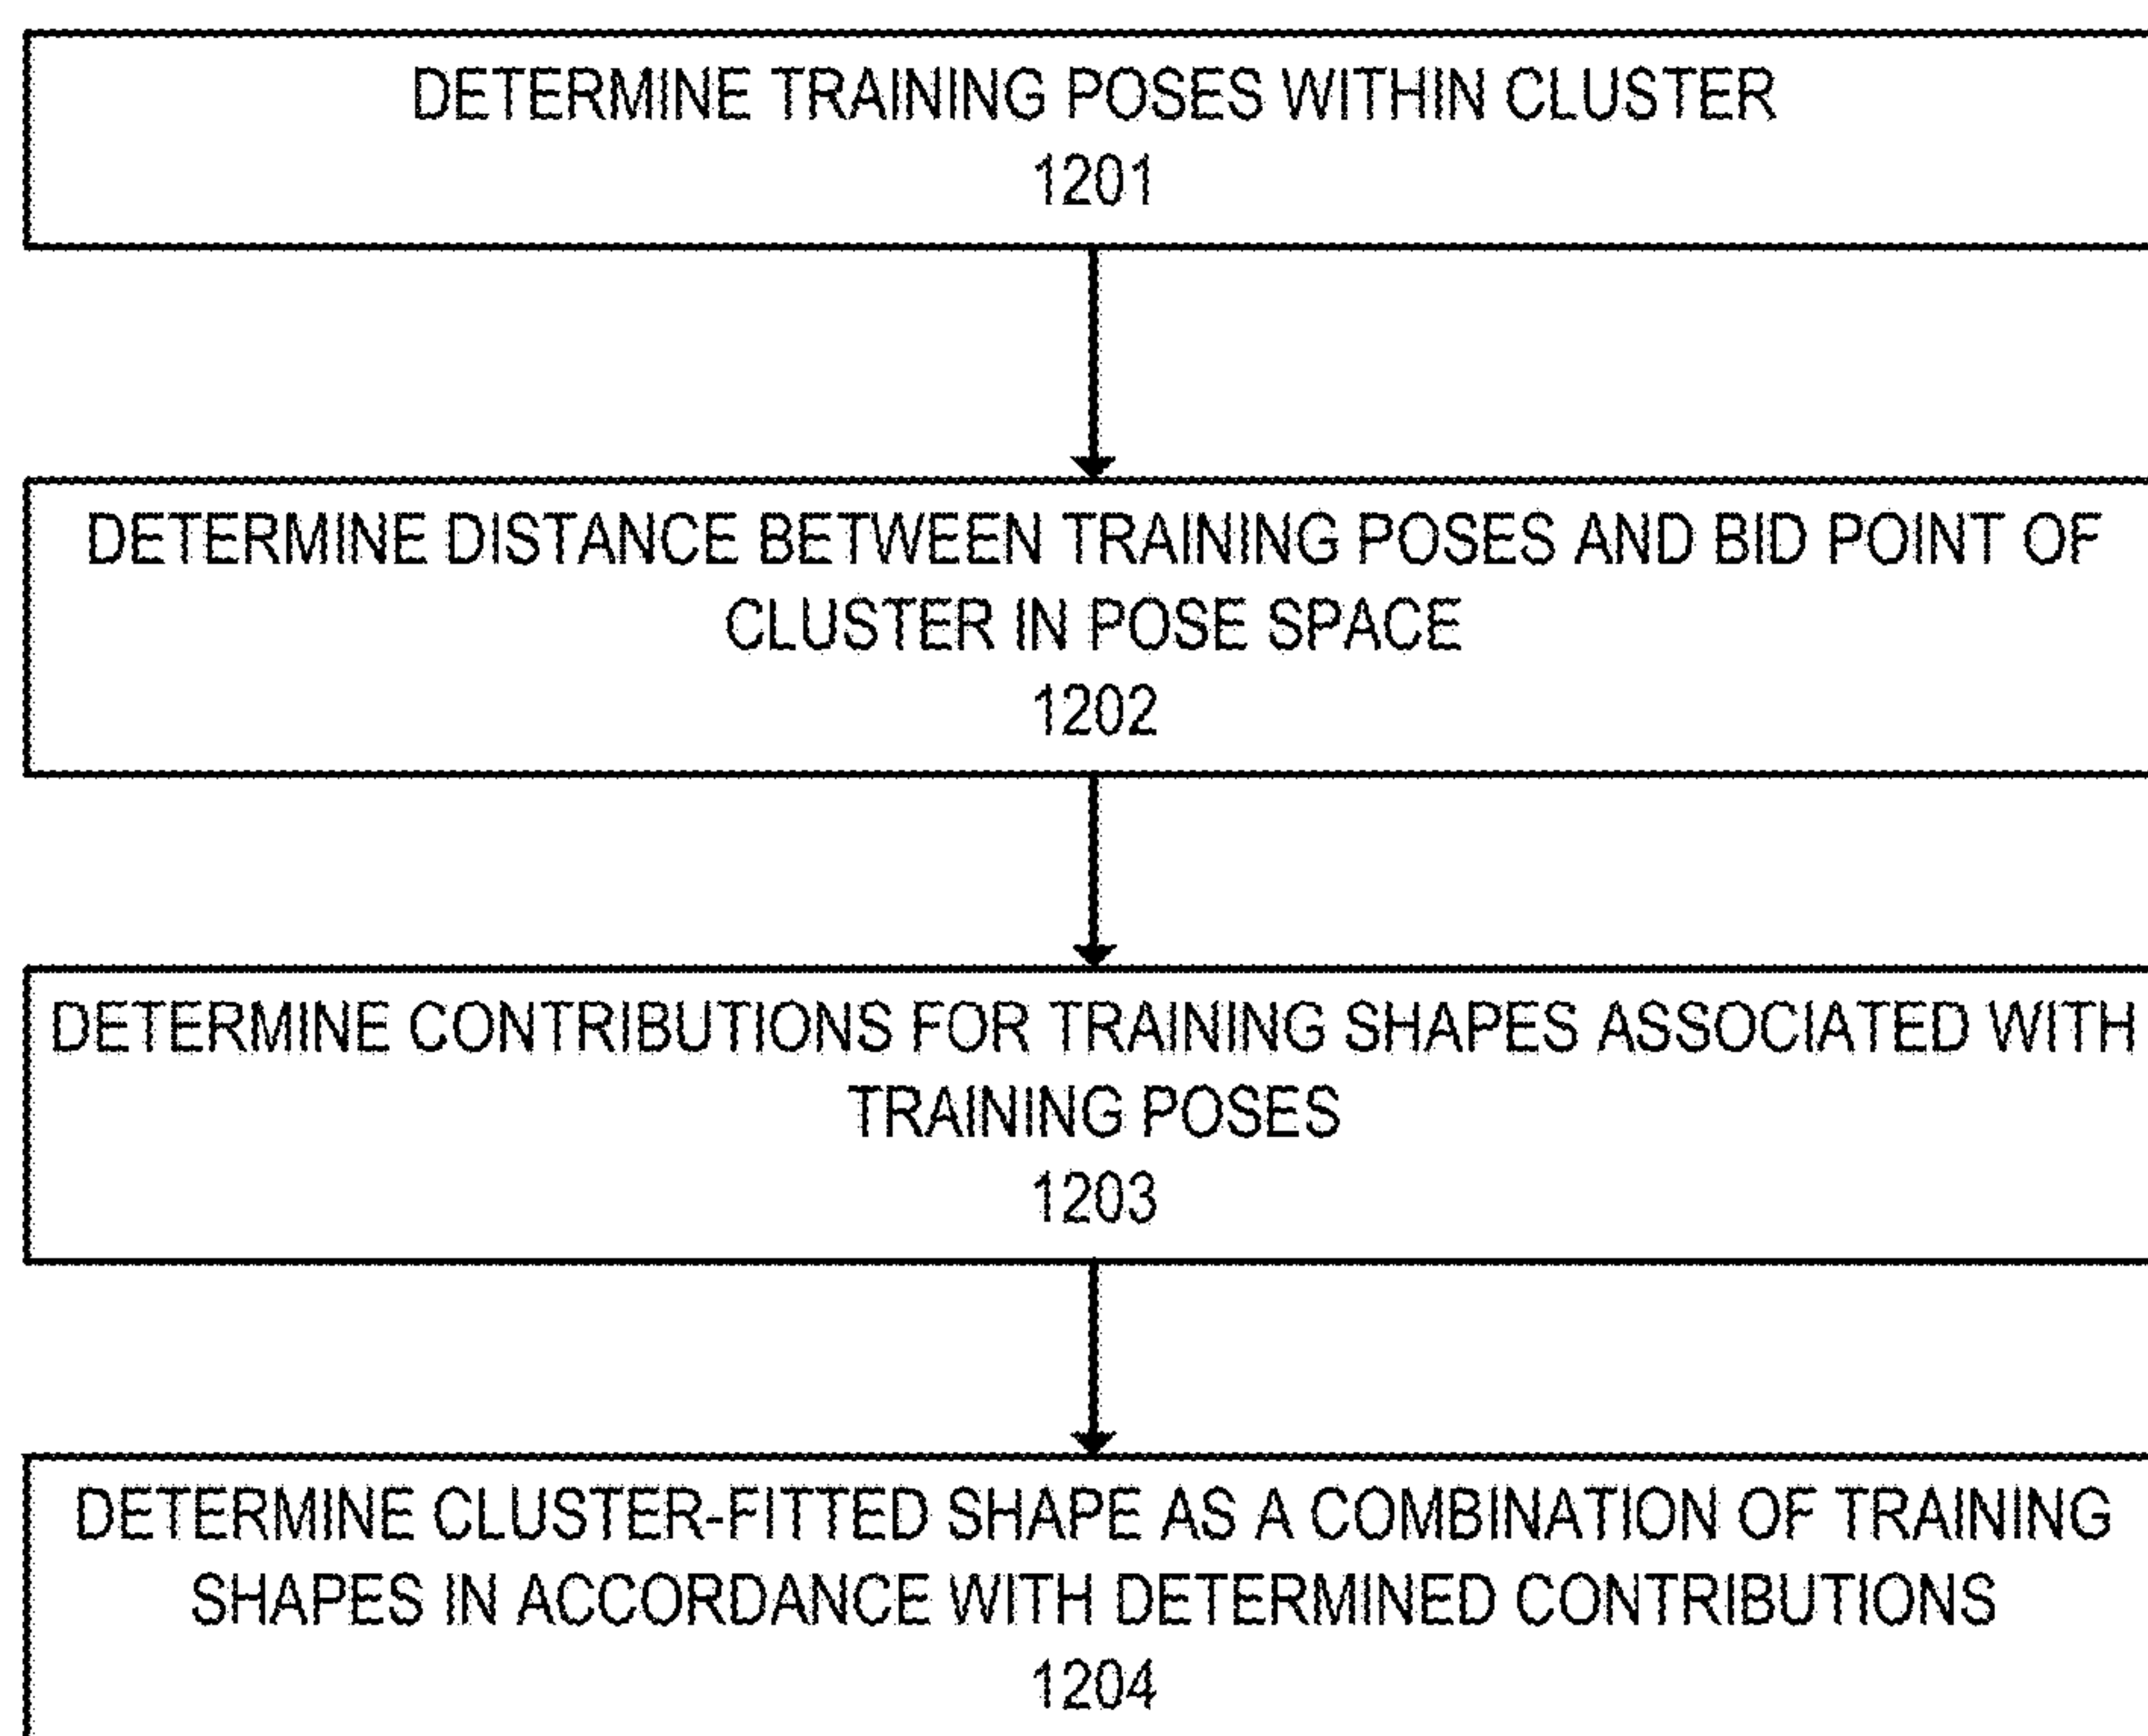 DETERMINE TRAINING POSES WITHIN CLUSTER
1201
DETERMINE DISTANCE BETWEEN TRAINING POSES AND BID POINT OF
CLUSTER IN POSE SPACE
1202
DETERMINE CONTRIBUTIONS FOR TRAINING SHAPES ASSOCIATED WITH
TRAINING POSES
1203
DETERMINE CLUSTER-FITTED SHAPE AS A COMBINATION OF TRAINING
SHAPES IN ACCORDANCE WITH DETERMINED CONTRIBUTIONS
1204